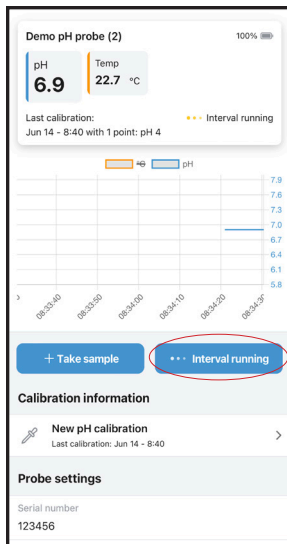 Demo pH probe (2) 100%
pH
6.9
Temp
22.7 °C
Last calibration:
Jun 14 - 8:40 with 1 point: pH 4
Interval running
°C pH
7.9
7.6
7.3
7.0
6.7
6.4
6.1
5.8
08:33:40 08:33:50 08:34:00 08:34:10 08:34:20 08:34:30
+ Take sample
Interval running
Calibration information
New pH calibration
Last calibration: Jun 14 - 8:40
Probe settings
Serial number
123456